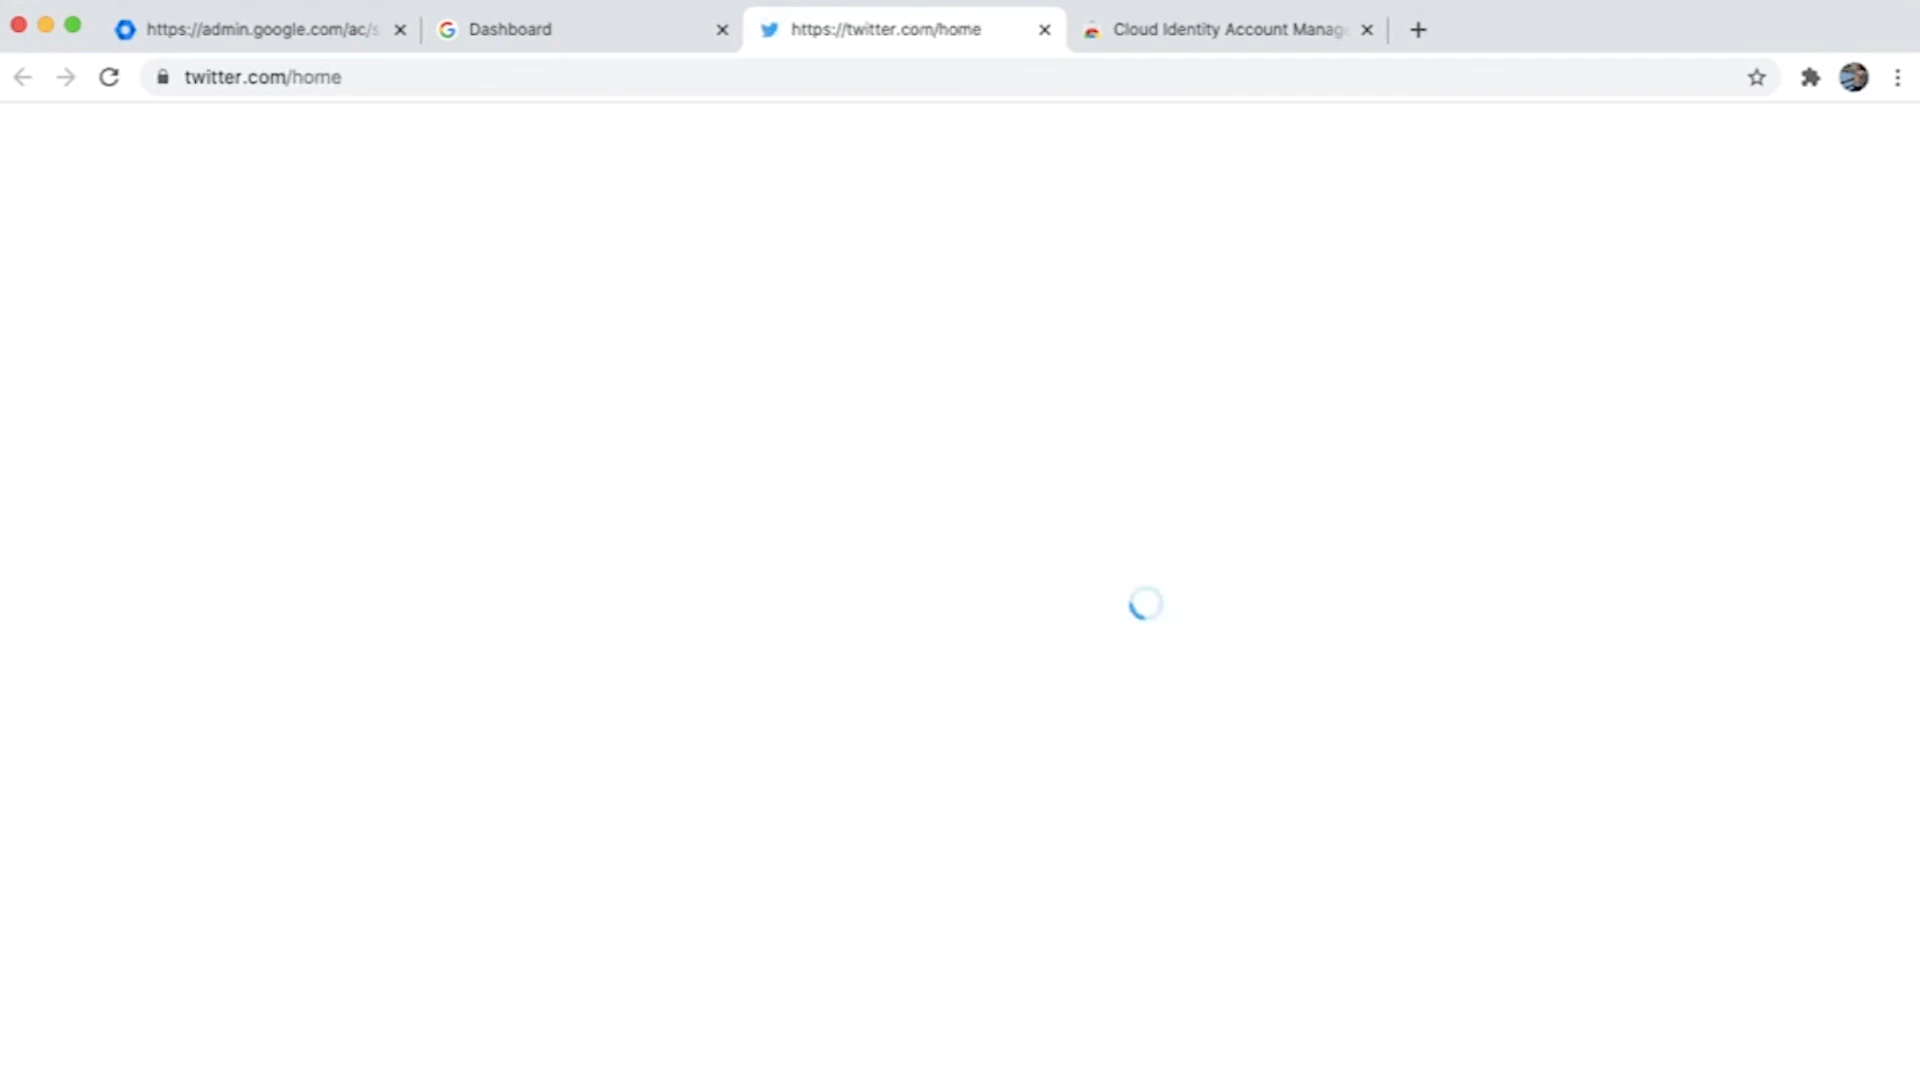 https://admin.google.com/ac/s
Dashboard
https://twitter.com/home
Cloud Identity Account Manag
twitter.com/home